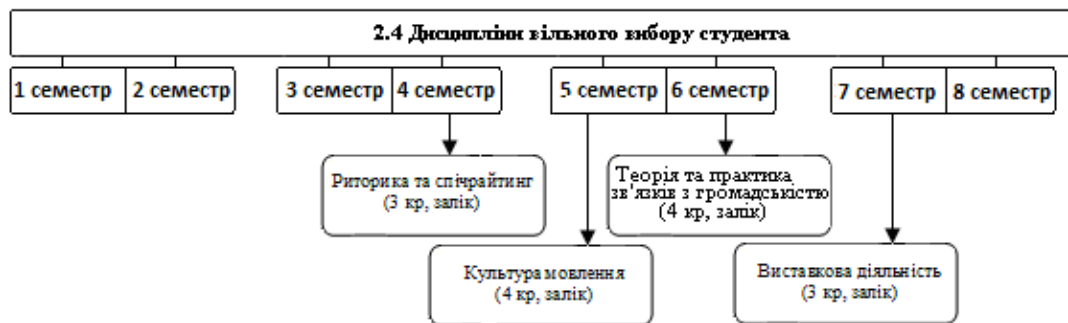 2.4 Дисципліни вільного вибору студента
1 семестр 2 семестр 3 семестр 4 семестр 5 семестр 6 семестр 7 семестр 8 семестр
Риторика та спічрайтинг
(3 кр, залік)
Теорія та практика
зв'язків з громадськістю
(4 кр, залік)
Культура мовлення
(4 кр, залік)
Виставкова діяльність
(3 кр, залік)